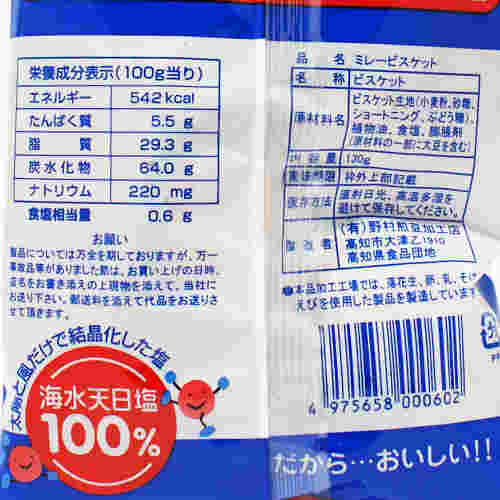 栄養成分表示(100g当り)
エネルギー 542kcal
たんぱく質 5.5 g
脂質 29.3 g
炭水化物 64.0 g
ナトリウム 220 mg
食塩相当量 0.6 g
お願い
製品については万全を期しておりますが、万一
事故品等がありました節は、お買い上げの日時、
店名をお書き添えの上現物を添えて、当社に
お送り下さい。郵送料を添えて代品をお送りさ
せて頂きます。
太陽と風だけで結晶化した塩
海水天日塩
100%
品名 ミレービスケット
名称 ビスケット
原材料名 ビスケット生地(小麦粉、砂糖、
ショートニング、ぶどう糖)、
植物油、食塩、膨脹剤
(原材料の一部に大豆を含む)
内容量 130g
賞味期限 枠外上部記載
保存方法 直射日光、高温多湿を
避けて保存してください。
製造者 (有)野村煎豆加工店
高知市大津乙1910
高知県食品団地
本品加工工場では、落花生、卵、乳、そば
えびを使用した製品を製造しています
4 975658 000602
だから…おいしい!!